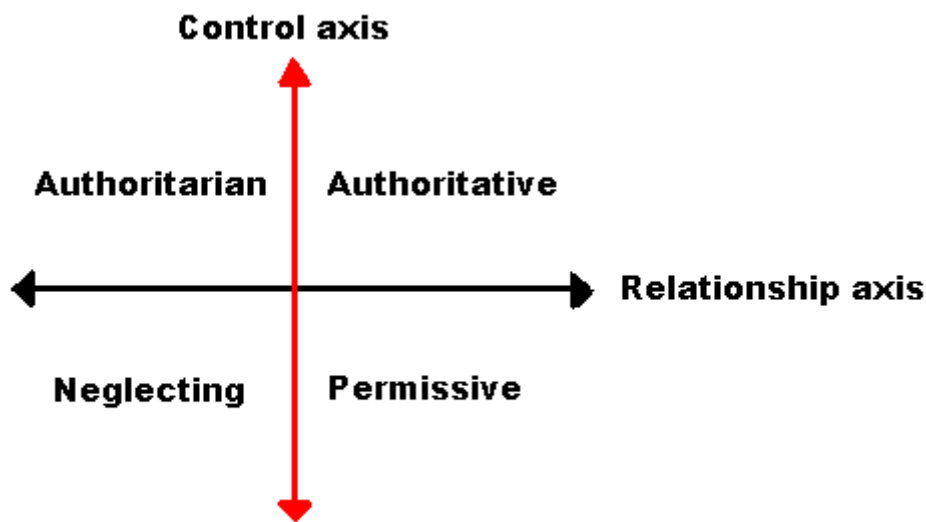 Control axis
Authoritarian
Authoritative
Relationship axis
Neglecting
Permissive